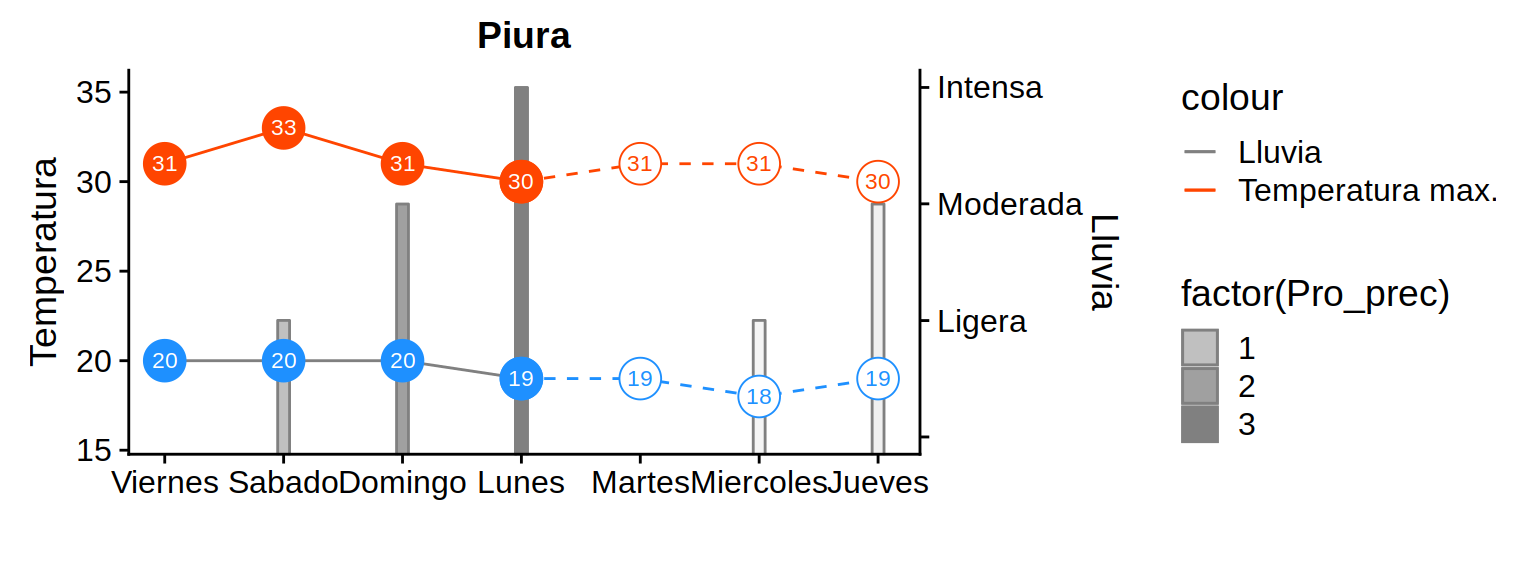 Piura
Temperatura
35
30
25
20
15
31
33
31
30
31
31
30
20
20
20
19
19
18
19
Viernes
Sabado
Domingo
Lunes
Martes
Miercoles
Jueves
Intensa
Moderada
Ligera
Lluvia
colour
Lluvia
Temperatura max.
factor(Pro_prec)
1
2
3